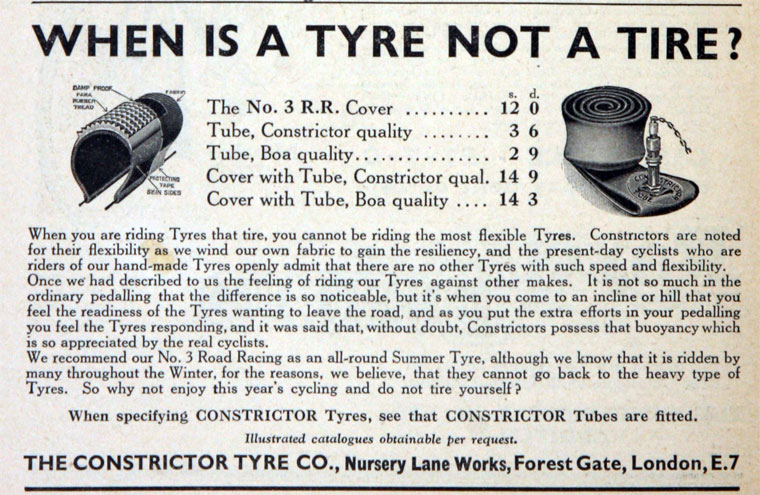 WHEN IS A TYRE NOT A TIRE?
DAMP PROOF
PARA
RUBBER
TREAD
FABRIC
PROTECTING
TAPE
SKIN SIDES
s. d.
The No. 3 R.R. Cover .......... 12 0
Tube, Constrictor quality ........ 3 6
Tube, Boa quality............... 2 9
Cover with Tube, Constrictor qual. 14 9
Cover with Tube, Boa quality .... 14 3
CONSTRICTOR
TUBE
When you are riding Tyres that tire, you cannot be riding the most flexible Tyres. Constrictors are noted
for their flexibility as we wind our own fabric to gain the resiliency, and the present-day cyclists who are
riders of our hand-made Tyres openly admit that there are no other Tyres with such speed and flexibility.
Once we had described to us the feeling of riding our Tyres against other makes. It is not so much in the
ordinary pedalling that the difference is so noticeable, but it's when you come to an incline or hill that you
feel the readiness of the Tyres wanting to leave the road, and as you put the extra efforts in your pedalling
you feel the Tyres responding, and it was said that, without doubt, Constrictors possess that buoyancy which
is so appreciated by the real cyclists.
We recommend our No. 3 Road Racing as an all-round Summer Tyre, although we know that it is ridden by
many throughout the Winter, for the reasons, we believe, that they cannot go back to the heavy type of
Tyres. So why not enjoy this year's cycling and do not tire yourself?
When specifying CONSTRICTOR Tyres, see that CONSTRICTOR Tubes are fitted.
Illustrated catalogues obtainable per request.
THE CONSTRICTOR TYRE CO., Nursery Lane Works, Forest Gate, London, E.7